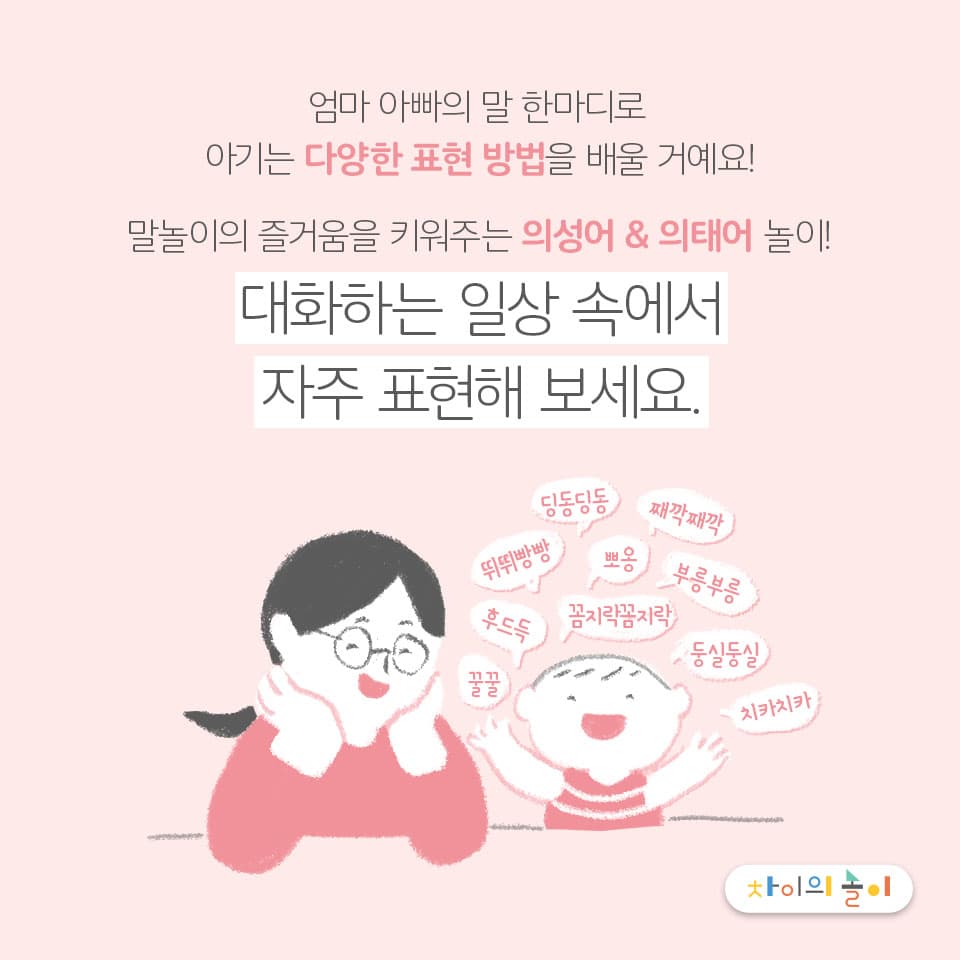 엄마 아빠의 말 한마디로
아기는 다양한 표현 방법을 배울 거예요!
말놀이의 즐거움을 키워주는 의성어 & 의태어 놀이!
대화하는 일상 속에서
자주 표현해 보세요.
딩동딩동
째깍째깍
뛰뛰빵빵
뽀옹
부릉부릉
후드득
꼼지락꼼지락
둥실둥실
꿀꿀
치카치카
차이의 놀이